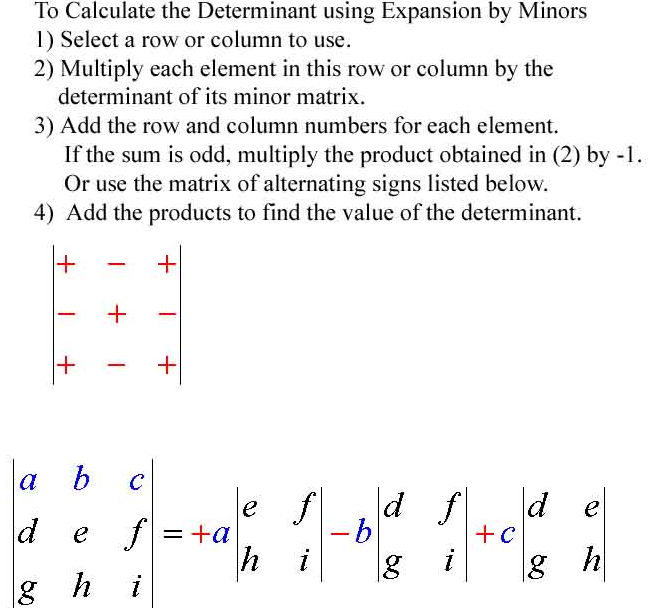 To Calculate the Determinant using Expansion by Minors
1) Select a row or column to use.
2) Multiply each element in this row or column by the
determinant of its minor matrix.
3) Add the row and column numbers for each element.
If the sum is odd, multiply the product obtained in (2) by -1.
Or use the matrix of alternating signs listed below.
4) Add the products to find the value of the determinant.
| + − + |
| − + − |
| + − + |
| a b c |
| d e f | = +a | e f | − b | d f | + c | d e |
| g h i | | h i | | g i | | g h |